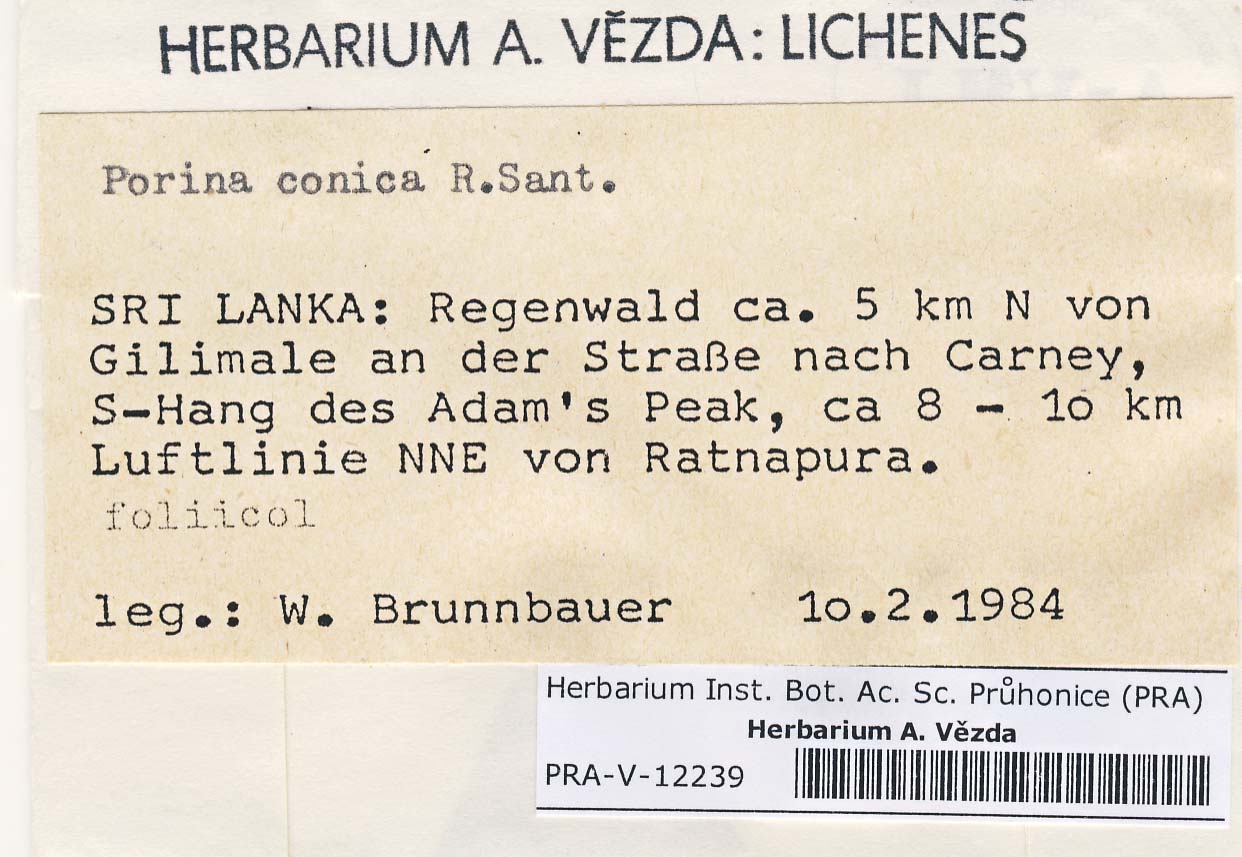 HERBARIUM A. VĚZDA: LICHENES
Porina conica R.Sant.
SRI LANKA: Regenwald ca. 5 km N von
Gilimale an der Straße nach Carney,
S-Hang des Adam's Peak, ca 8 - 1o km
Luftlinie NNE von Ratnapura.
foliicol
leg.: W. Brunnbauer 1o.2.1984
Herbarium Inst. Bot. Ac. Sc. Průhonice (PRA)
Herbarium A. Vězda
PRA-V-12239